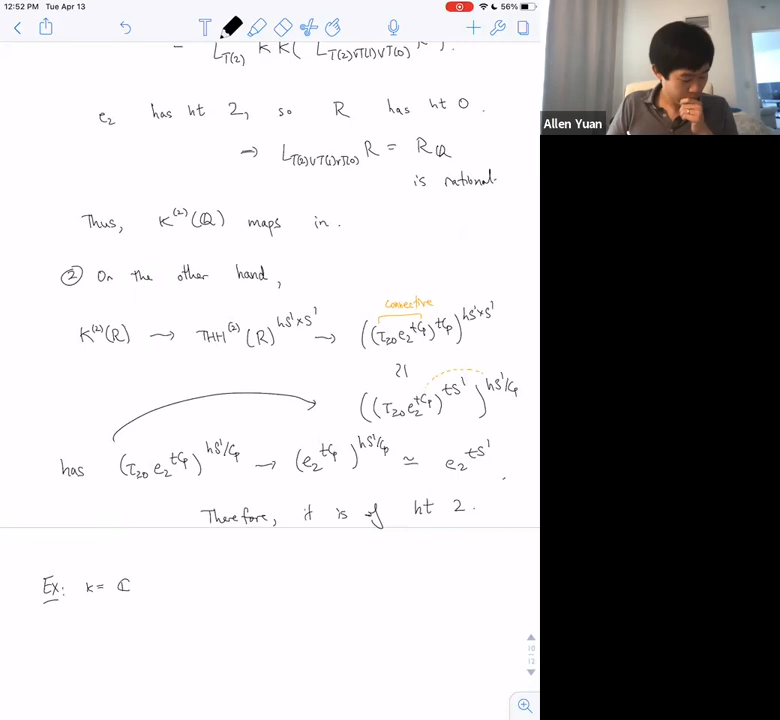 12:52 PM Tue Apr 13
56%
= L_{T(2)} K K( L_{T(2)∨T(1)∨T(0)} R ).
e₂ has ht 2, so R has ht 0.
→ L_{T(2)∨T(1)∨T(0)} R = R_ℚ
is rational.
Thus, K^{(2)}(ℚ) maps in.
② On the other hand,
connective
K^{(2)}(R) → THH^{(2)}(R)^{hS¹×S¹} → ((τ_{≥0} e₂^{tC_p})^{tC_p})^{hS¹×S¹}
≃
((τ_{≥0} e₂^{tC_p})^{tS¹})^{hS¹/C_p}
has (τ_{≥0} e₂^{tC_p})^{hS¹/C_p} → (e₂^{tC_p})^{hS¹/C_p} ≃ e₂^{tS¹}.
Therefore, it is of ht 2.
Ex: k = ℂ
10
12
Allen Yuan